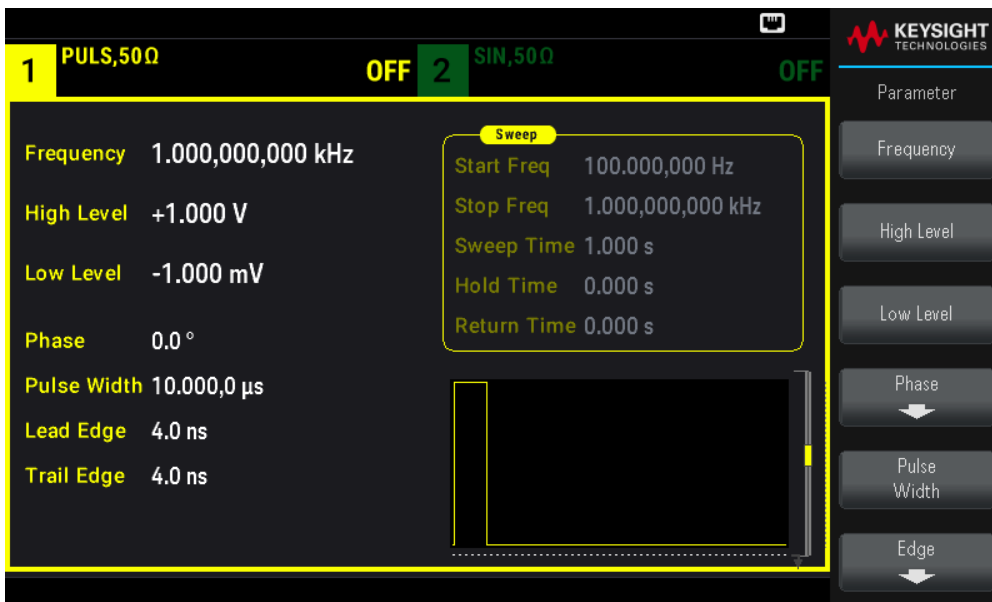 KEYSIGHT
TECHNOLOGIES
1 PULS,50Ω OFF
2 SIN,50Ω OFF
Frequency 1.000,000,000 kHz
High Level +1.000 V
Low Level -1.000 mV
Phase 0.0 °
Pulse Width 10.000,0 µs
Lead Edge 4.0 ns
Trail Edge 4.0 ns
Sweep
Start Freq 100.000,000 Hz
Stop Freq 1.000,000,000 kHz
Sweep Time 1.000 s
Hold Time 0.000 s
Return Time 0.000 s
Parameter
Frequency
High Level
Low Level
Phase
Pulse
Width
Edge